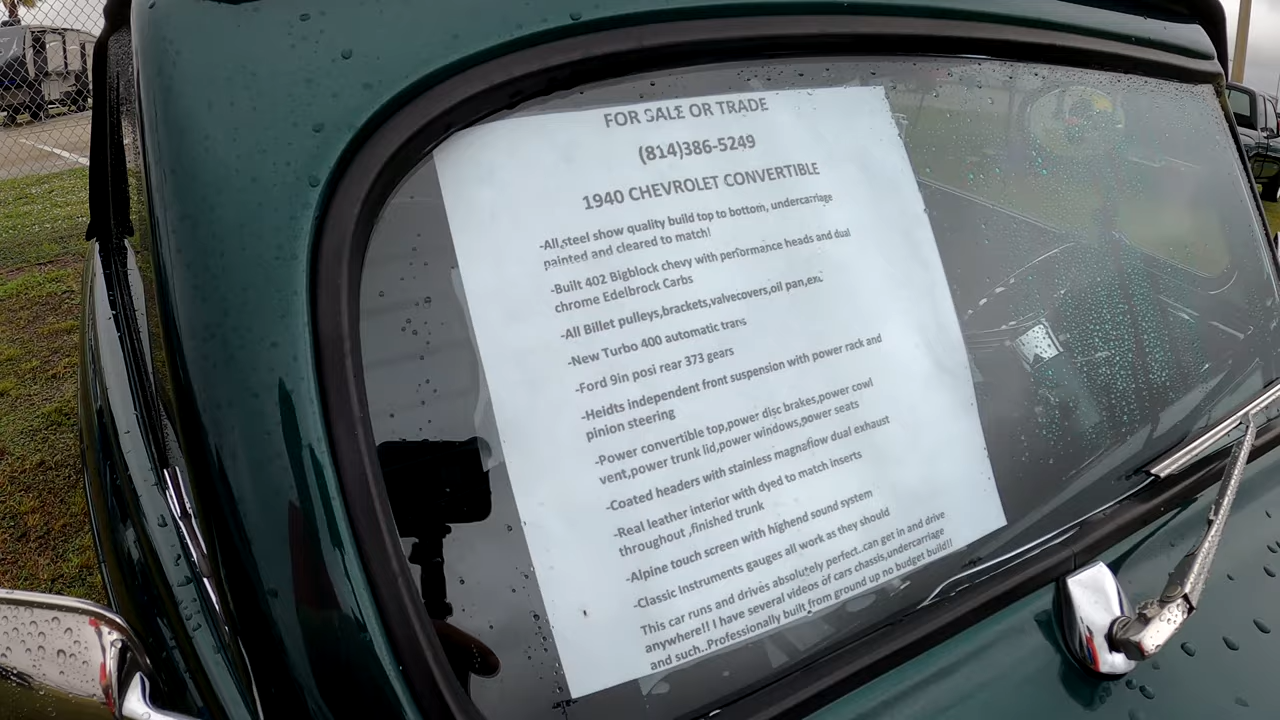 FOR SALE OR TRADE
(814)386-5249
1940 CHEVROLET CONVERTIBLE
-All steel show quality build top to bottom, undercarriage
painted and cleared to match!
-Built 402 Bigblock chevy with performance heads and dual
chrome Edelbrock Carbs
-All Billet pulleys,brackets,valvecovers,oil pan,ext.
-New Turbo 400 automatic trans
-Ford 9in posi rear 373 gears
-Heidts independent front suspension with power rack and
pinion steering
-Power convertible top,power disc brakes,power cowl
vent,power trunk lid,power windows,power seats
-Coated headers with stainless magnaflow dual exhaust
-Real leather interior with dyed to match inserts
throughout ,finished trunk
-Alpine touch screen with highend sound system
-Classic Instruments gauges all work as they should
This car runs and drives absolutely perfect..can get in and drive
anywhere!! I have several videos of cars chassis,undercarriage
and such..Professionally built from ground up no budget build!!